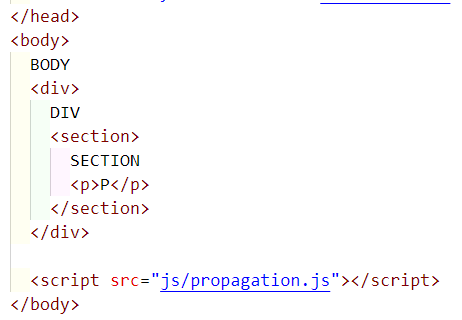 </head>
<body>
BODY
<div>
DIV
<section>
SECTION
<p>P</p>
</section>
</div>
<script src="js/propagation.js"></script>
</body>